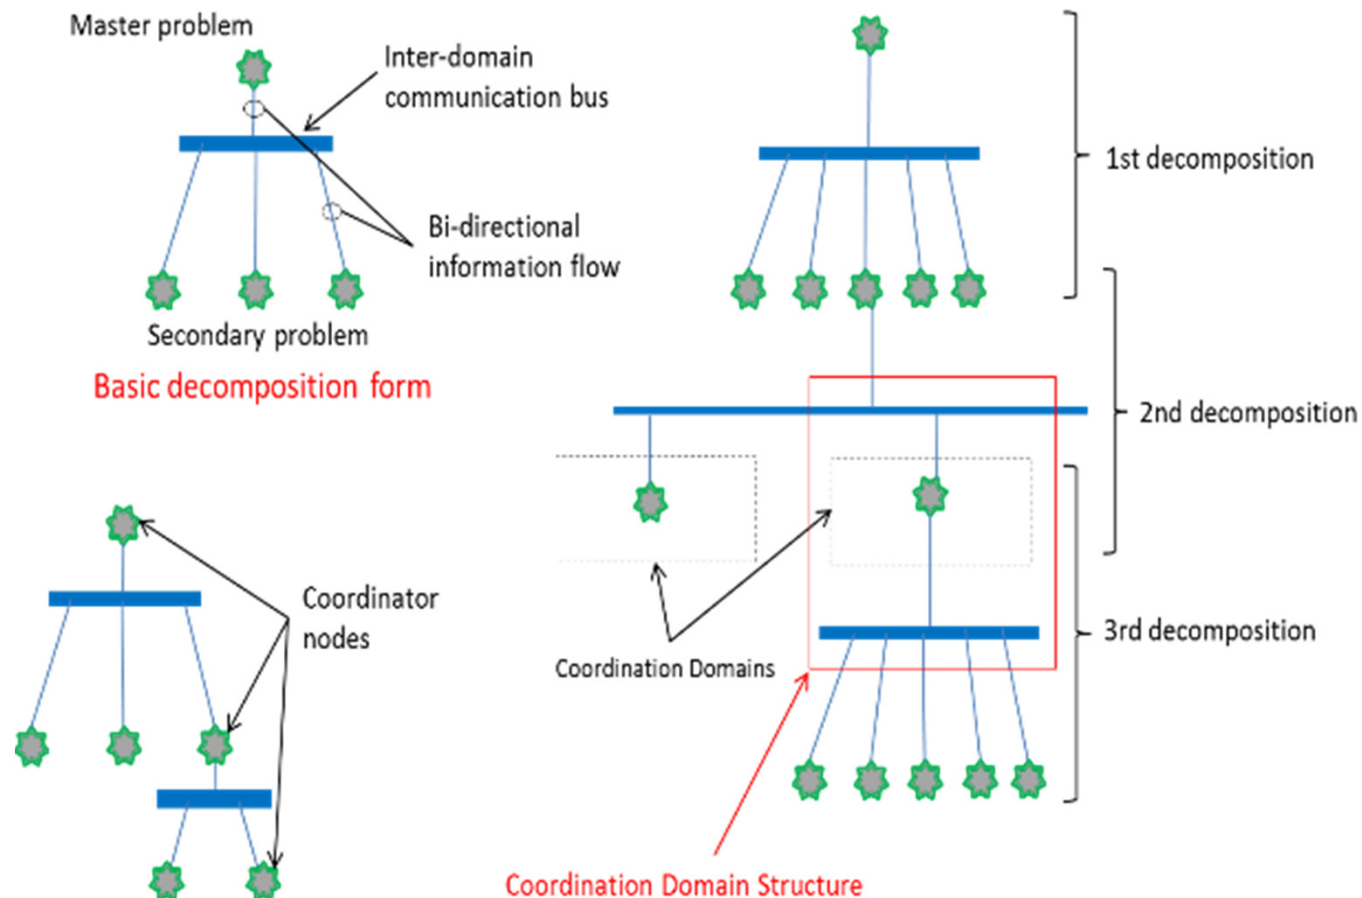 Master problem
Inter-domain
communication bus
Bi-directional
information flow
Secondary problem
Basic decomposition form
Coordinator
nodes
1st decomposition
2nd decomposition
3rd decomposition
Coordination Domains
Coordination Domain Structure